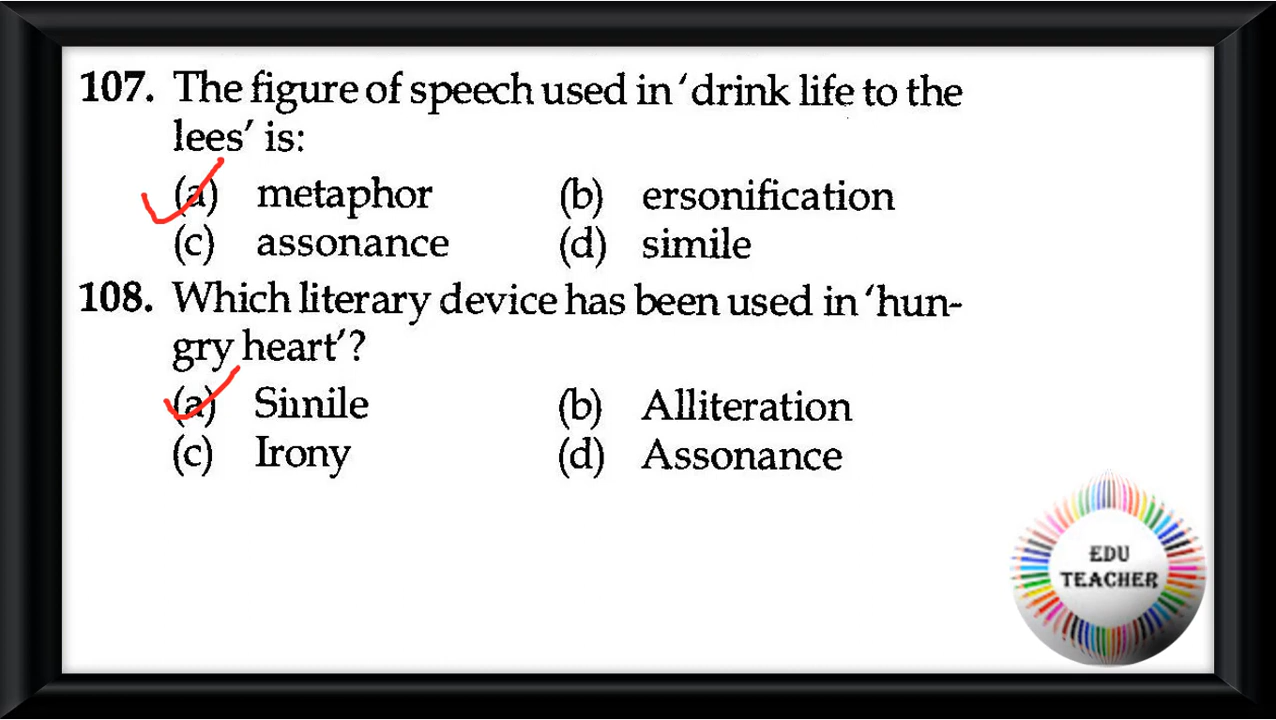 107. The figure of speech used in ‘drink life to the
lees’ is:
(a) metaphor (b) ersonification
(c) assonance (d) simile
108. Which literary device has been used in ‘hun-
gry heart’?
(a) Simile (b) Alliteration
(c) Irony (d) Assonance
EDU
TEACHER